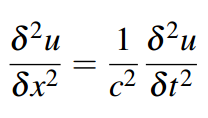 δ²u/δx² = 1/c² δ²u/δt²